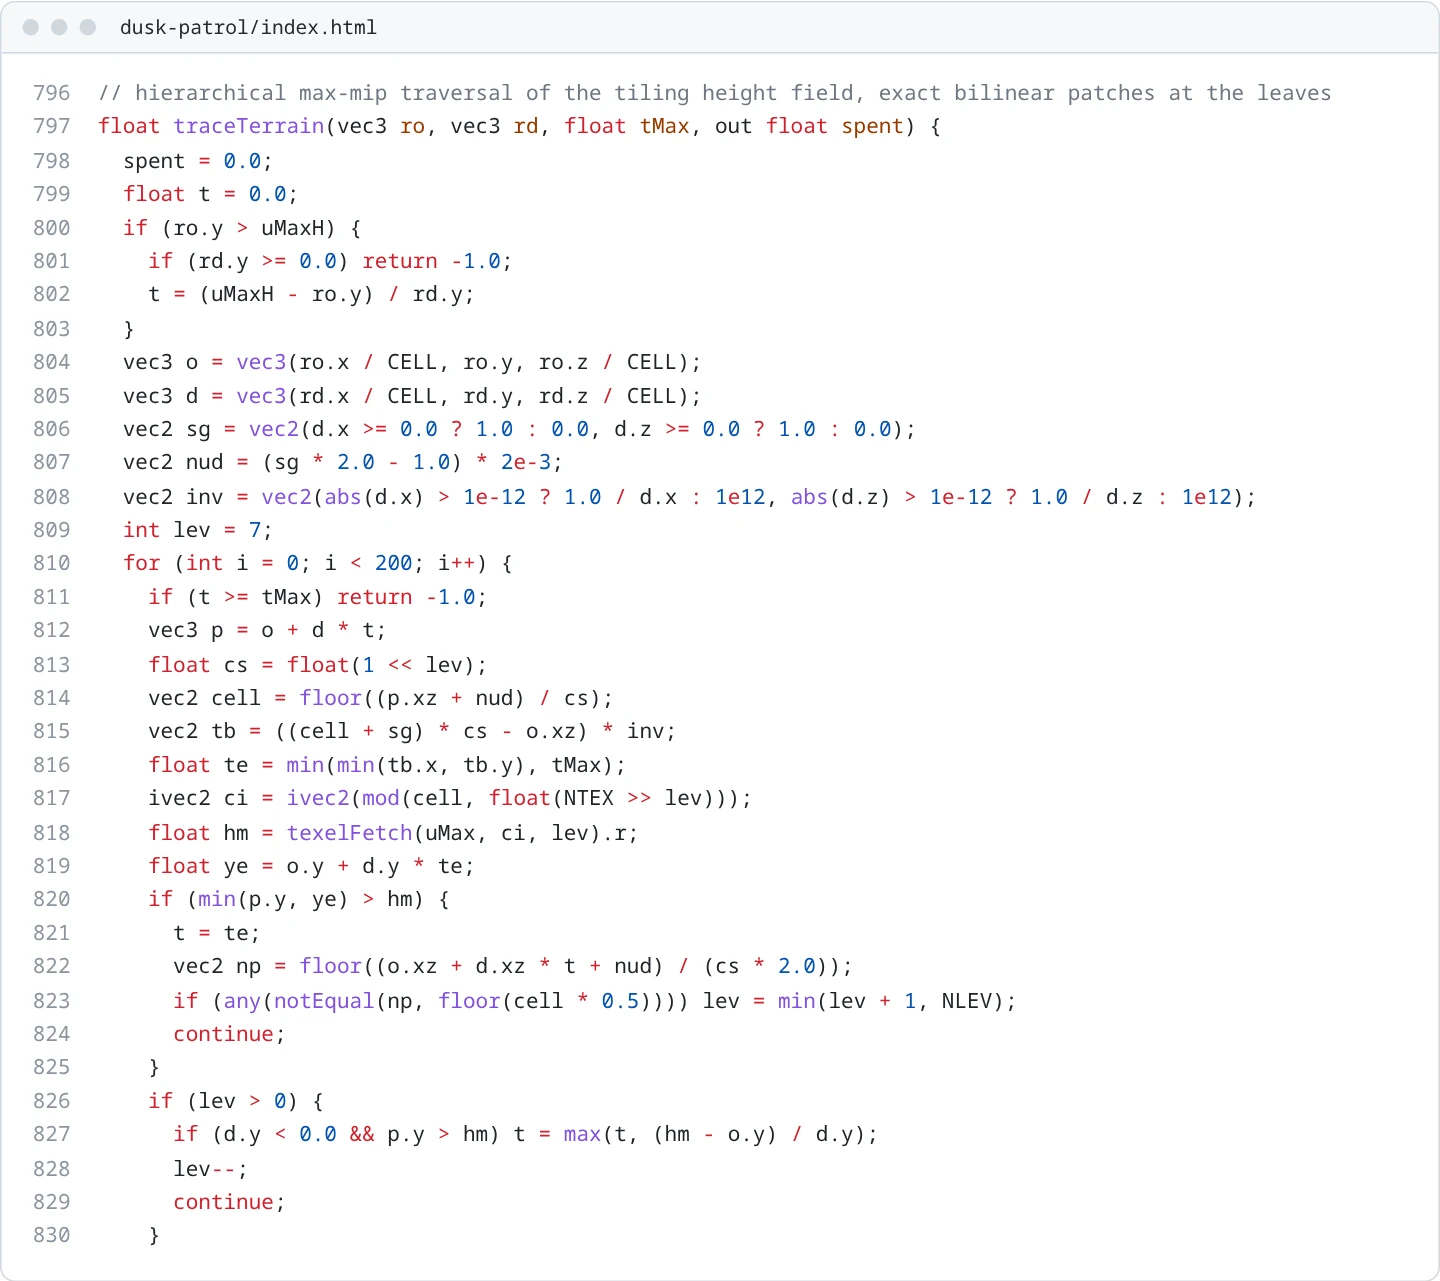 dusk-patrol/index.html
796 // hierarchical max-mip traversal of the tiling height field, exact bilinear patches at the leaves
797 float traceTerrain(vec3 ro, vec3 rd, float tMax, out float spent) {
798   spent = 0.0;
799   float t = 0.0;
800   if (ro.y > uMaxH) {
801     if (rd.y >= 0.0) return -1.0;
802     t = (uMaxH - ro.y) / rd.y;
803   }
804   vec3 o = vec3(ro.x / CELL, ro.y, ro.z / CELL);
805   vec3 d = vec3(rd.x / CELL, rd.y, rd.z / CELL);
806   vec2 sg = vec2(d.x >= 0.0 ? 1.0 : 0.0, d.z >= 0.0 ? 1.0 : 0.0);
807   vec2 nud = (sg * 2.0 - 1.0) * 2e-3;
808   vec2 inv = vec2(abs(d.x) > 1e-12 ? 1.0 / d.x : 1e12, abs(d.z) > 1e-12 ? 1.0 / d.z : 1e12);
809   int lev = 7;
810   for (int i = 0; i < 200; i++) {
811     if (t >= tMax) return -1.0;
812     vec3 p = o + d * t;
813     float cs = float(1 << lev);
814     vec2 cell = floor((p.xz + nud) / cs);
815     vec2 tb = ((cell + sg) * cs - o.xz) * inv;
816     float te = min(min(tb.x, tb.y), tMax);
817     ivec2 ci = ivec2(mod(cell, float(NTEX >> lev)));
818     float hm = texelFetch(uMax, ci, lev).r;
819     float ye = o.y + d.y * te;
820     if (min(p.y, ye) > hm) {
821       t = te;
822       vec2 np = floor((o.xz + d.xz * t + nud) / (cs * 2.0));
823       if (any(notEqual(np, floor(cell * 0.5)))) lev = min(lev + 1, NLEV);
824       continue;
825     }
826     if (lev > 0) {
827       if (d.y < 0.0 && p.y > hm) t = max(t, (hm - o.y) / d.y);
828       lev--;
829       continue;
830     }